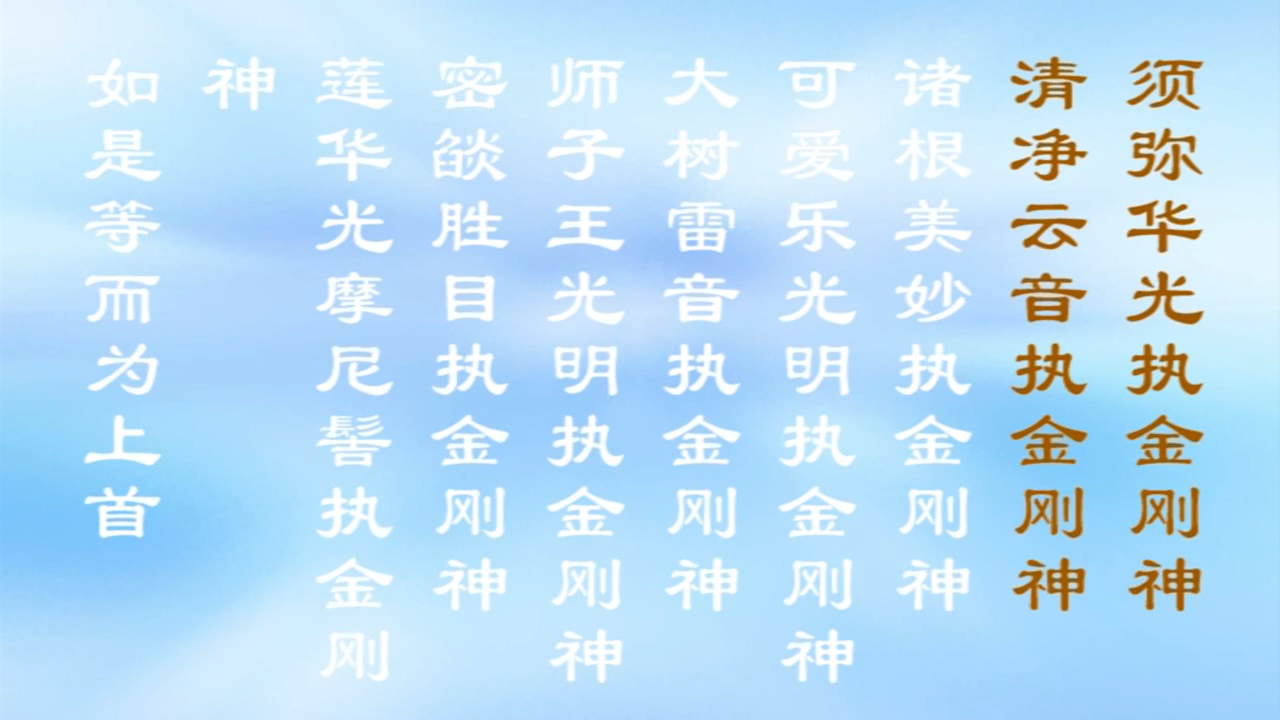 须弥华光执金刚神
清净云音执金刚神
诸根美妙执金刚神
可爱乐光明执金刚神
大树雷音执金刚神
师子王光明执金刚神
密燄胜目执金刚神
莲华光摩尼髻执金刚
神
如是等而为上首